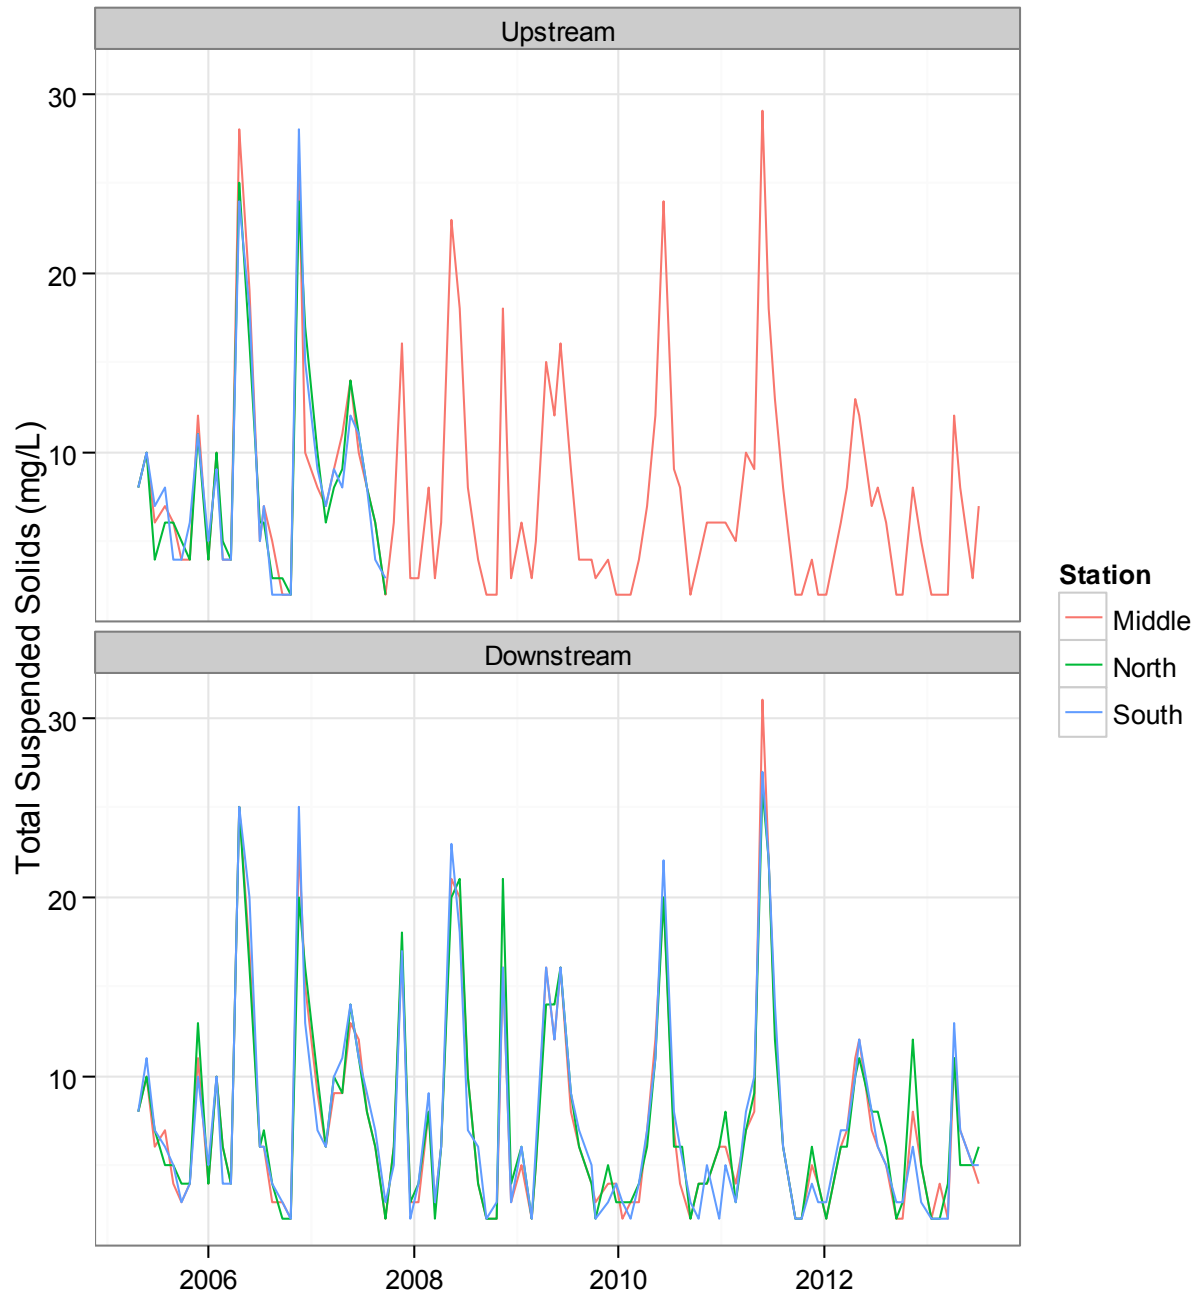 Upstream
30
20
10
Downstream
30
20
10
2006 2008 2010 2012
Total Suspended Solids (mg/L)
Station
Middle
North
South